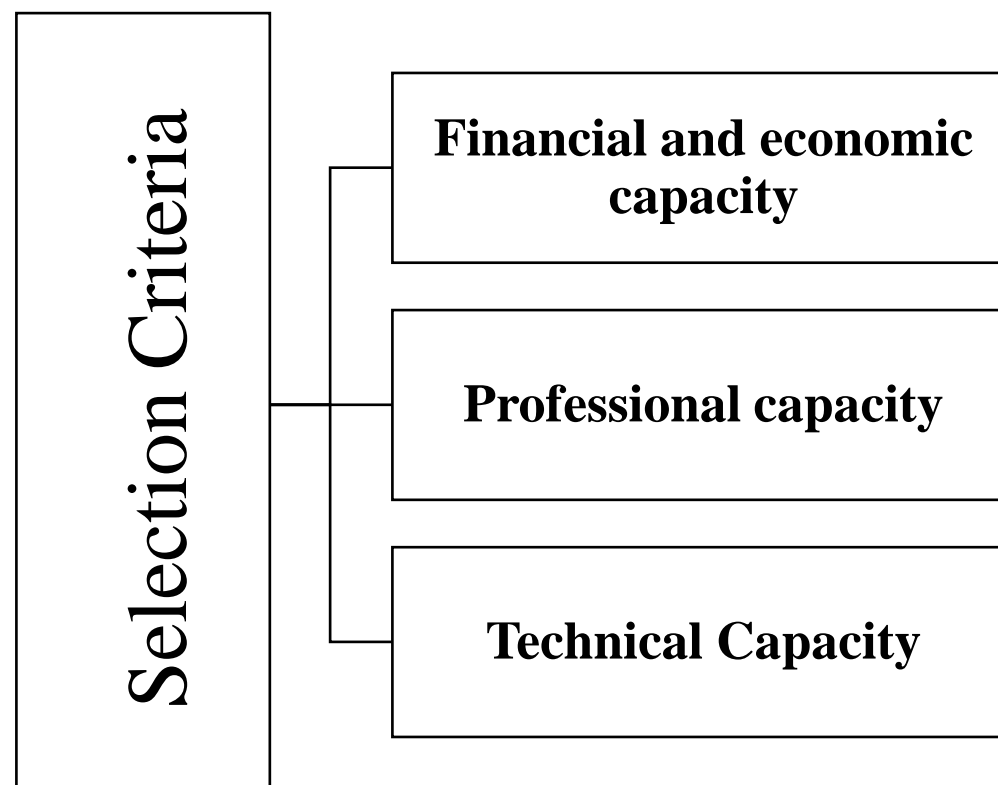 Selection Criteria
Financial and economic
capacity
Professional capacity
Technical Capacity